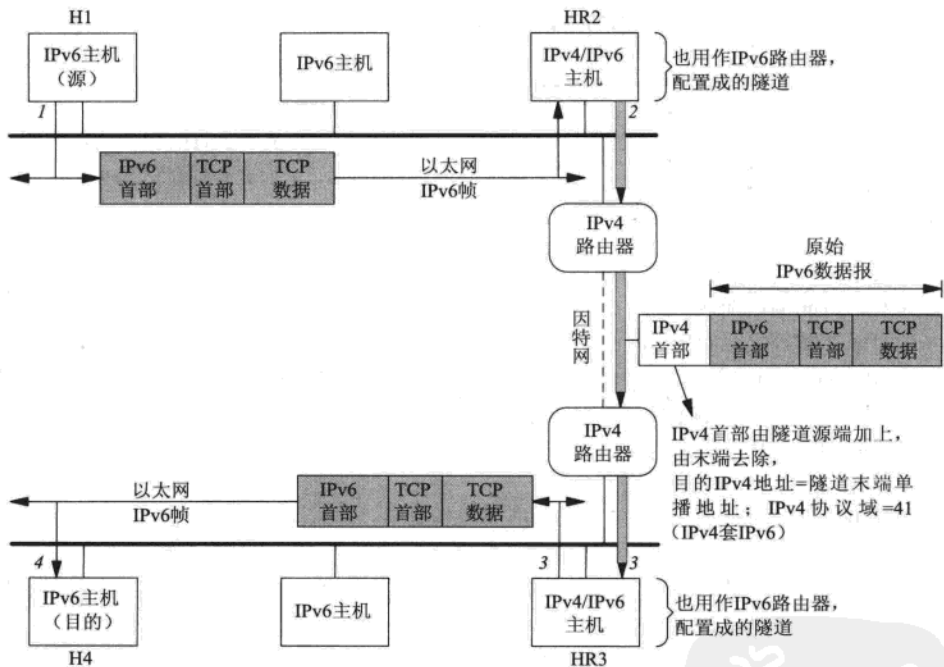 H1
HR2
IPv6主机
(源)
IPv6主机
IPv4/IPv6
主机
也用作IPv6路由器，
配置成的隧道
1
2
IPv6
首部
TCP
首部
TCP
数据
以太网
IPv6帧
IPv4
路由器
原始
IPv6数据报
因特网
IPv4
首部
IPv6
首部
TCP
首部
TCP
数据
IPv4
路由器
IPv4首部由隧道源端加上，
由末端去除，
目的IPv4地址=隧道末端单
播地址；IPv4协议域=41
(IPv4套IPv6)
以太网
IPv6帧
IPv6
首部
TCP
首部
TCP
数据
4
3
3
IPv6主机
(目的)
IPv6主机
IPv4/IPv6
主机
也用作IPv6路由器，
配置成的隧道
H4
HR3